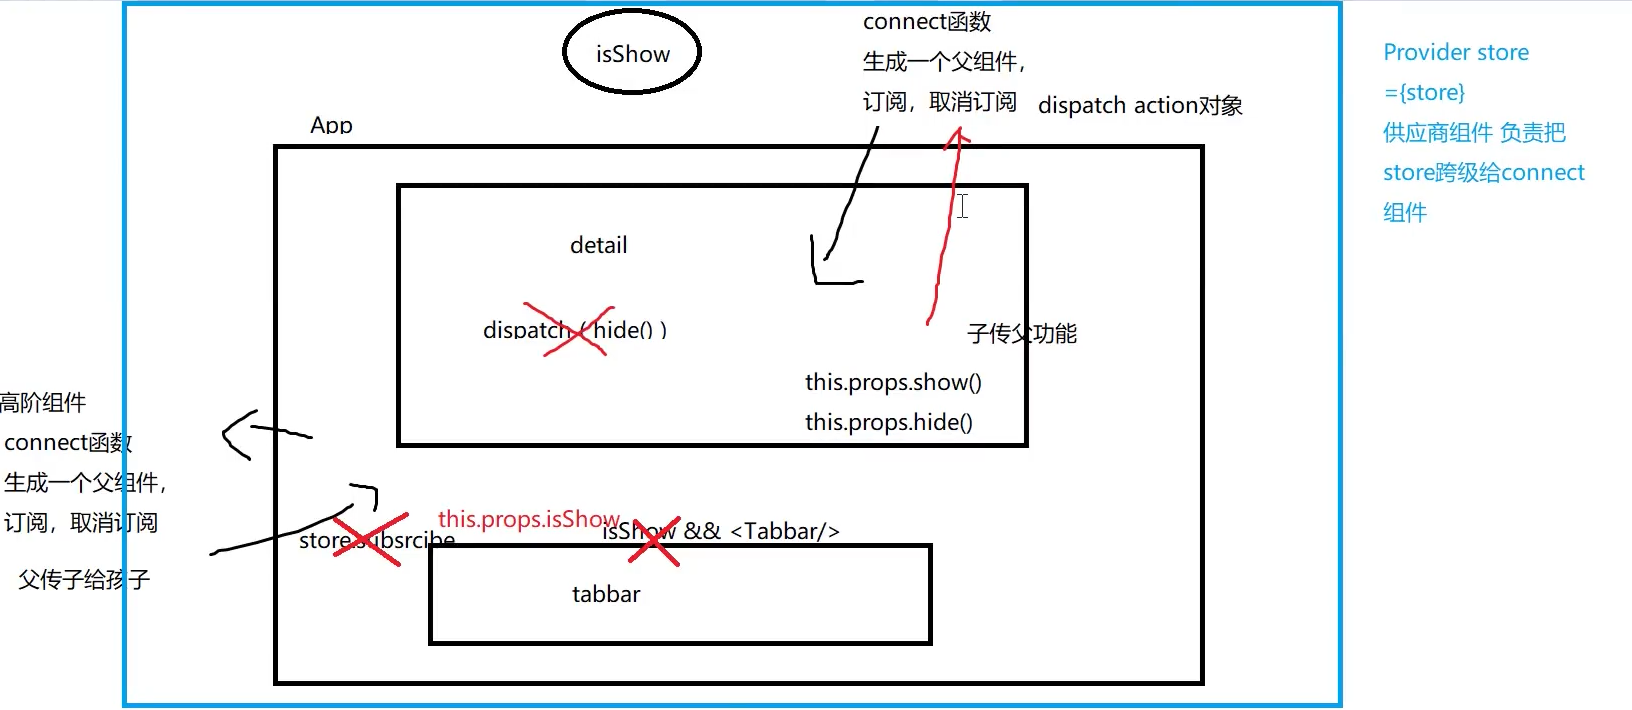 isShow
connect函数
生成一个父组件，
订阅，取消订阅
dispatch action对象
Provider store
={store}
供应商组件 负责把
store跨级给connect
组件
App
detail
dispatch ( hide() )
子传父功能
this.props.show()
this.props.hide()
高阶组件
connect函数
生成一个父组件，
订阅，取消订阅
父传子给孩子
store.subsrcibe
this.props.isShow
isShow && <Tabbar/>
tabbar